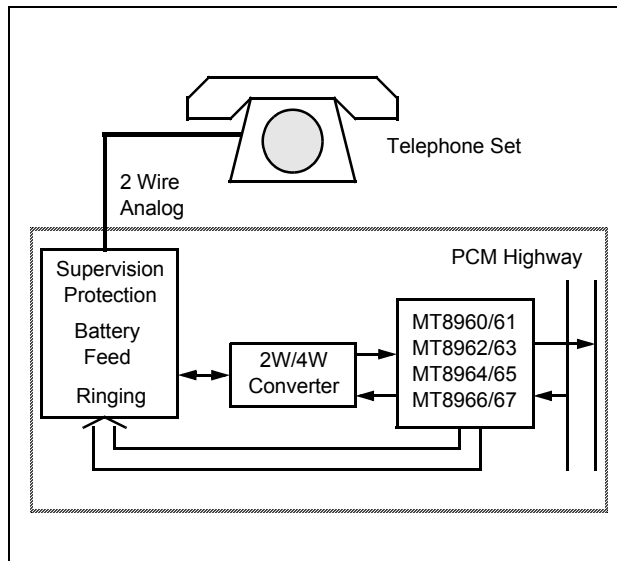 Telephone Set
2 Wire
Analog
PCM Highway
Supervision
Protection
Battery
Feed
Ringing
2W/4W
Converter
MT8960/61
MT8962/63
MT8964/65
MT8966/67